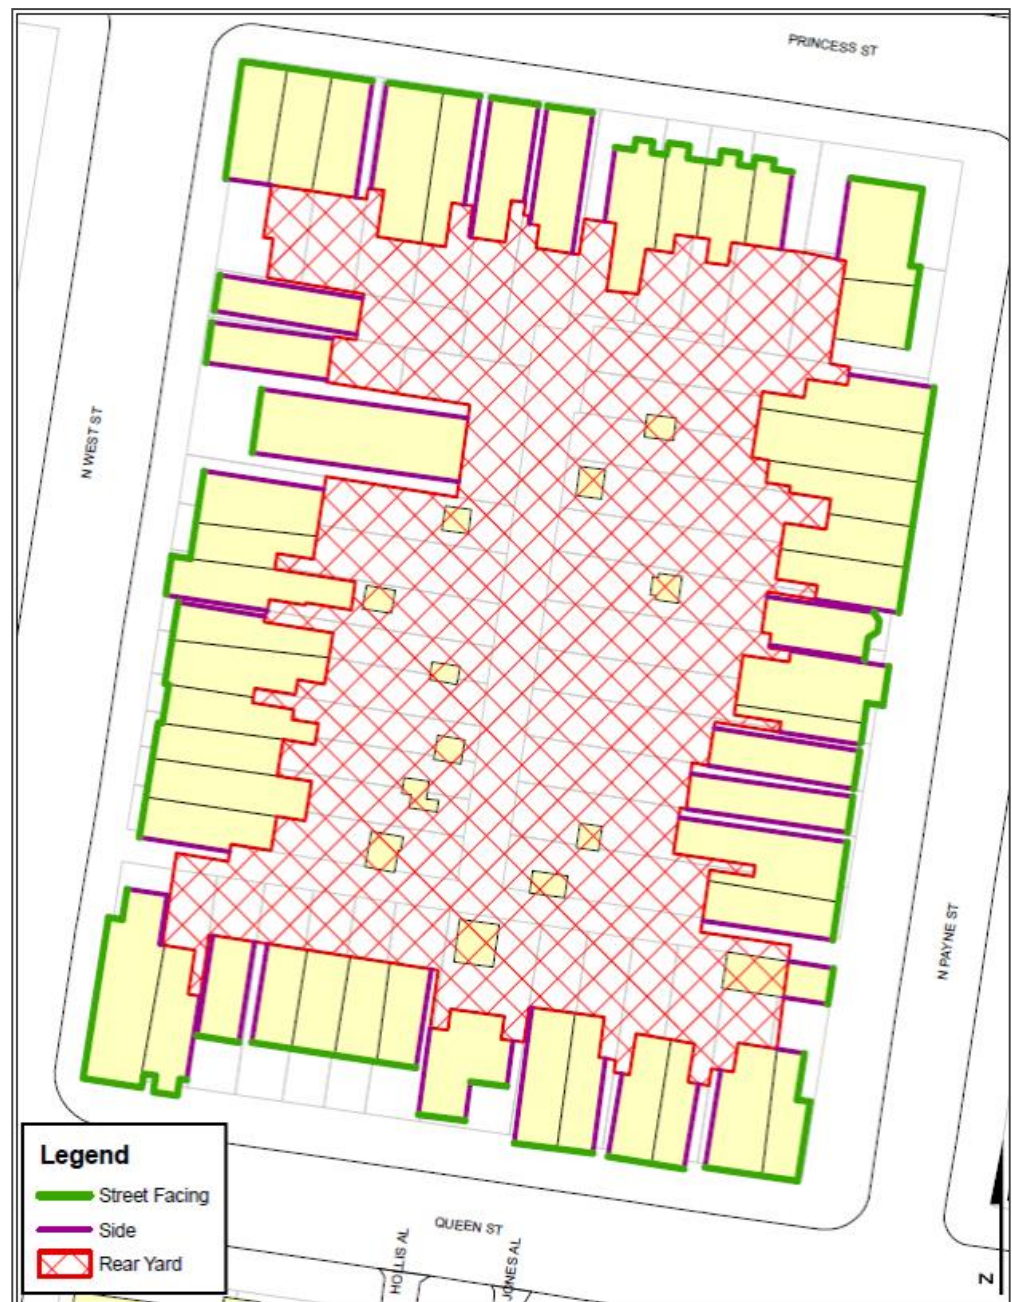 PRINCESS ST
N WEST ST
N PAYNE ST
Legend
Street Facing
Side
Rear Yard
QUEEN ST
HOLLIS AL
JONES AL
N